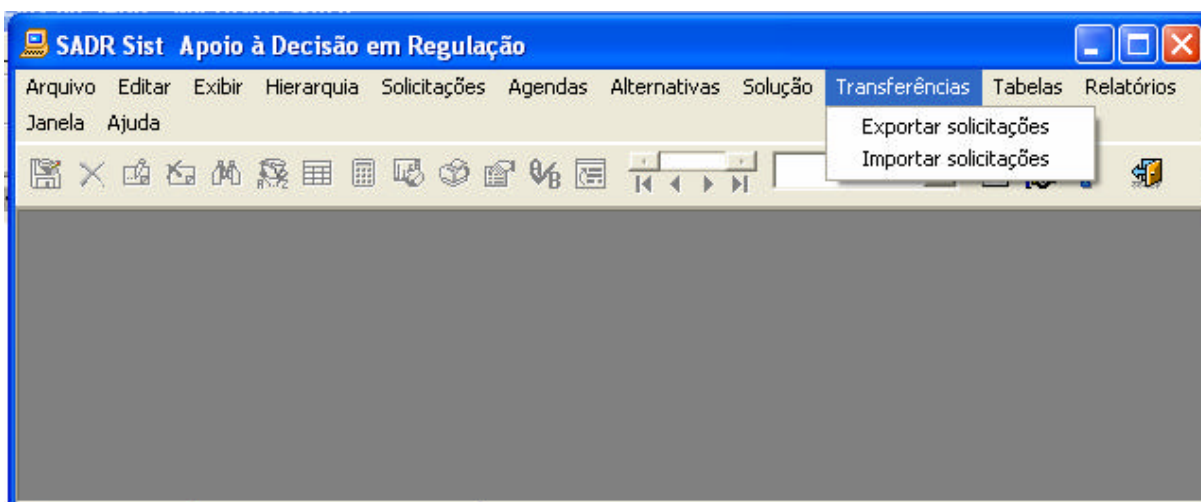 SADR Sist Apoio à Decisão em Regulação
Arquivo Editar Exibir Hierarquia Solicitações Agendas Alternativas Solução Transferências Tabelas Relatórios
Janela Ajuda
Exportar solicitações
Importar solicitações